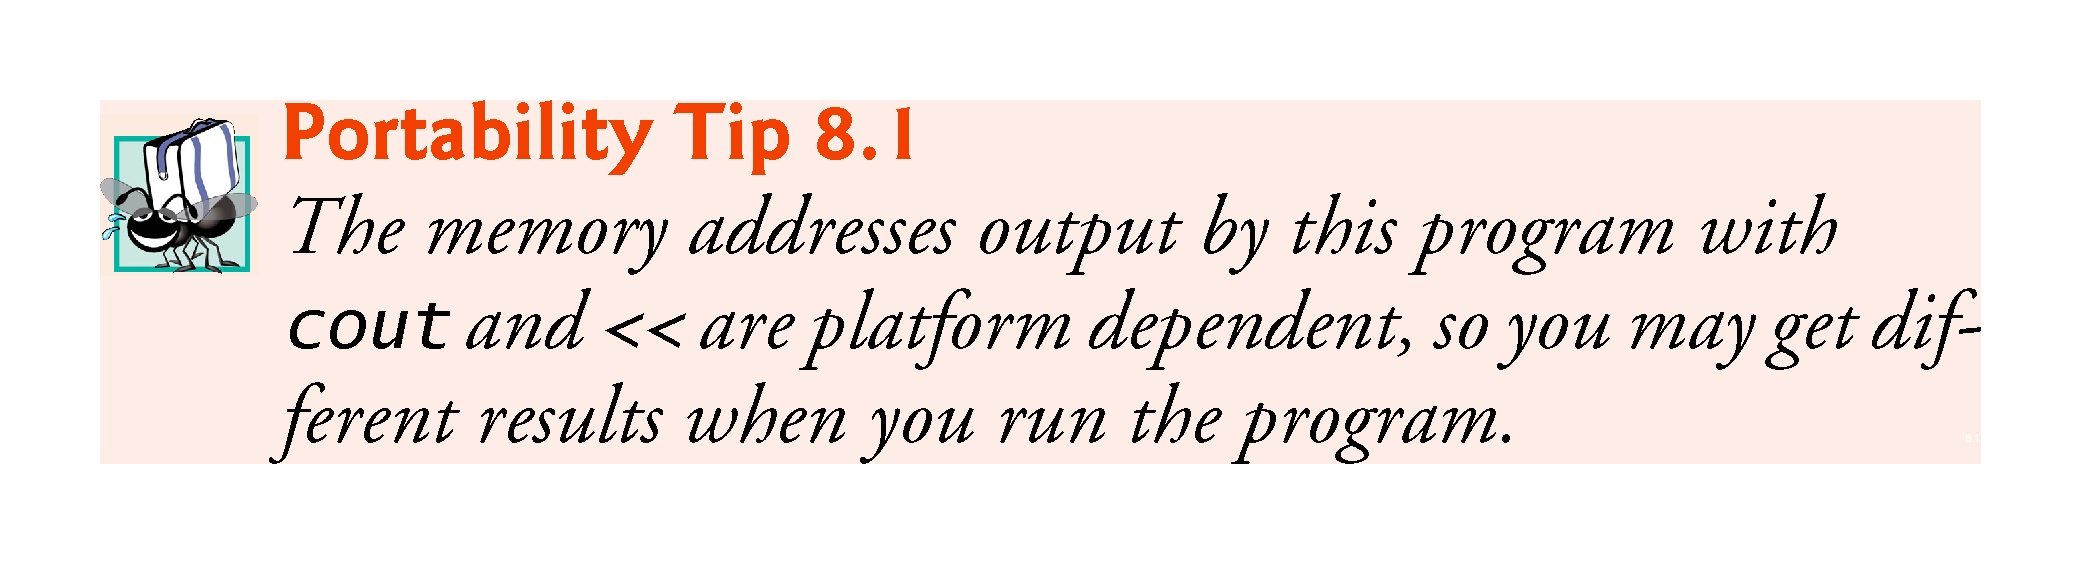 Portability Tip 8.1
The memory addresses output by this program with
cout and << are platform dependent, so you may get dif-
ferent results when you run the program.